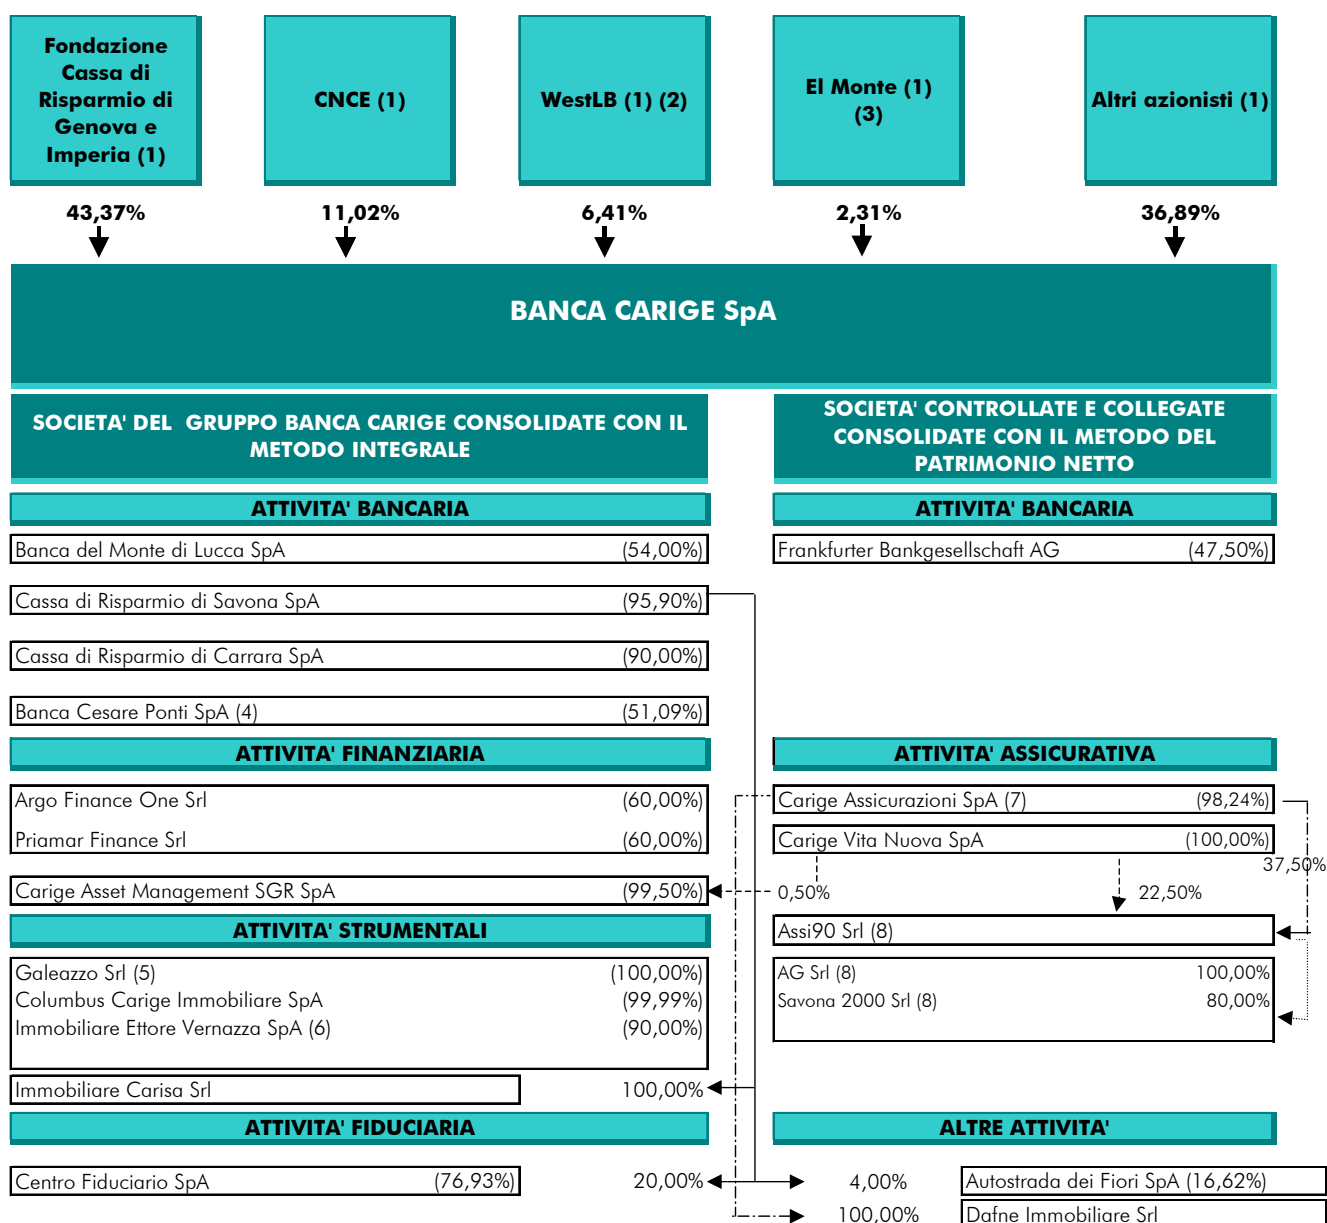 Fondazione
Cassa di
Risparmio di
Genova e
Imperia (1)
CNCE (1)
WestLB (1) (2)
El Monte (1)
(3)
Altri azionisti (1)
43,37%
11,02%
6,41%
2,31%
36,89%
BANCA CARIGE SpA
SOCIETA' DEL GRUPPO BANCA CARIGE CONSOLIDATE CON IL
METODO INTEGRALE
SOCIETA' CONTROLLATE E COLLEGATE
CONSOLIDATE CON IL METODO DEL
PATRIMONIO NETTO
ATTIVITA' BANCARIA
ATTIVITA' BANCARIA
Banca del Monte di Lucca SpA (54,00%)
Frankfurter Bankgesellschaft AG (47,50%)
Cassa di Risparmio di Savona SpA (95,90%)
Cassa di Risparmio di Carrara SpA (90,00%)
Banca Cesare Ponti SpA (4) (51,09%)
ATTIVITA' FINANZIARIA
ATTIVITA' ASSICURATIVA
Argo Finance One Srl (60,00%)
Carige Assicurazioni SpA (7) (98,24%)
Priamar Finance Srl (60,00%)
Carige Vita Nuova SpA (100,00%)
37,50%
Carige Asset Management SGR SpA (99,50%)
0,50%
22,50%
ATTIVITA' STRUMENTALI
Assi90 Srl (8)
Galeazzo Srl (5) (100,00%)
AG Srl (8) 100,00%
Columbus Carige Immobiliare SpA (99,99%)
Savona 2000 Srl (8) 80,00%
Immobiliare Ettore Vernazza SpA (6) (90,00%)
Immobiliare Carisa Srl 100,00%
ATTIVITA' FIDUCIARIA
ALTRE ATTIVITA'
Centro Fiduciario SpA (76,93%) 20,00%
4,00% Autostrada dei Fiori SpA (16,62%)
100,00% Dafne Immobiliare Srl